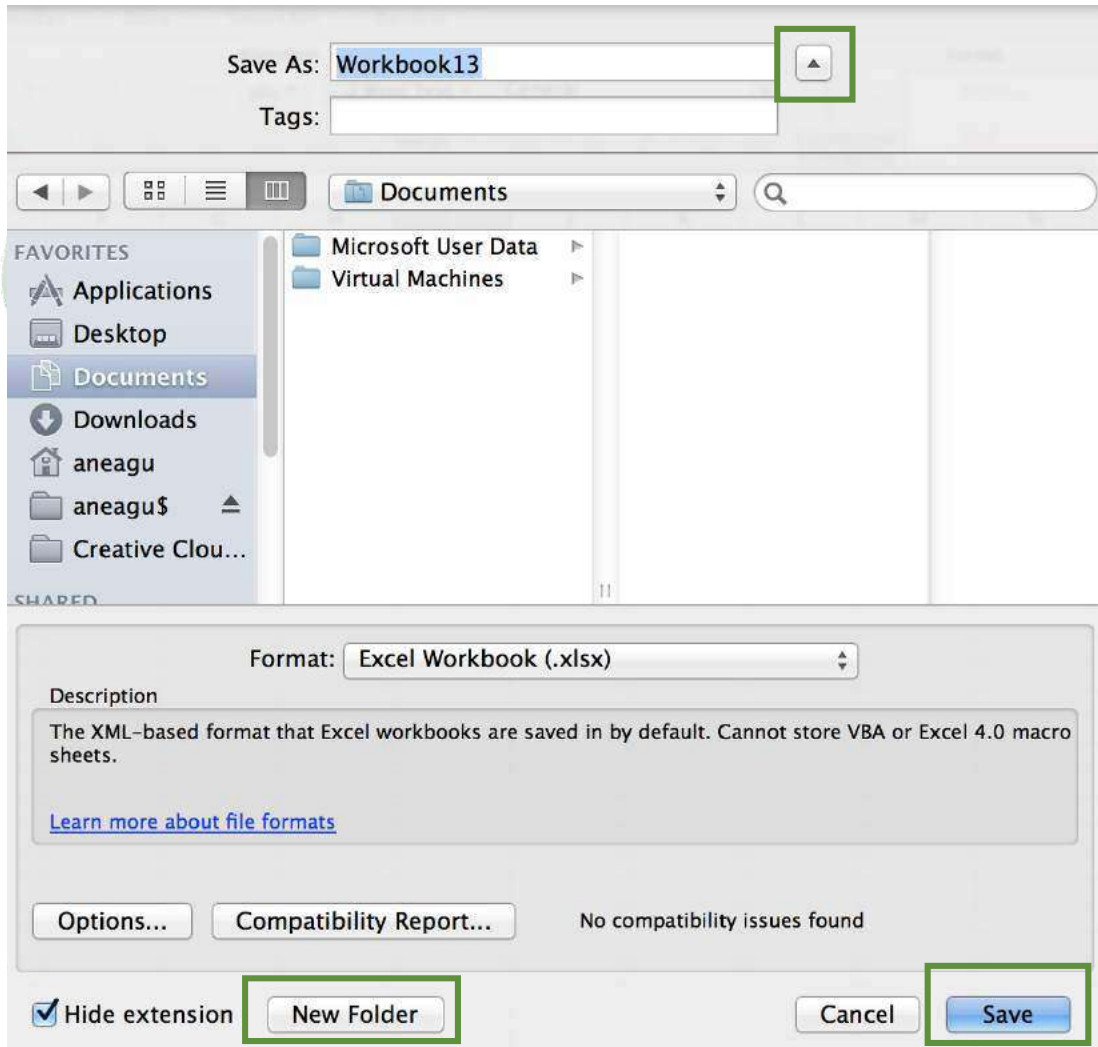 Save As: Workbook13
Tags:
Documents
FAVORITES
Applications
Desktop
Documents
Downloads
aneagu
aneagu$
Creative Clou...
SHARED
Microsoft User Data
Virtual Machines
Format: Excel Workbook (.xlsx)
Description
The XML-based format that Excel workbooks are saved in by default. Cannot store VBA or Excel 4.0 macro
sheets.
Learn more about file formats
Options... Compatibility Report... No compatibility issues found
Hide extension New Folder Cancel Save